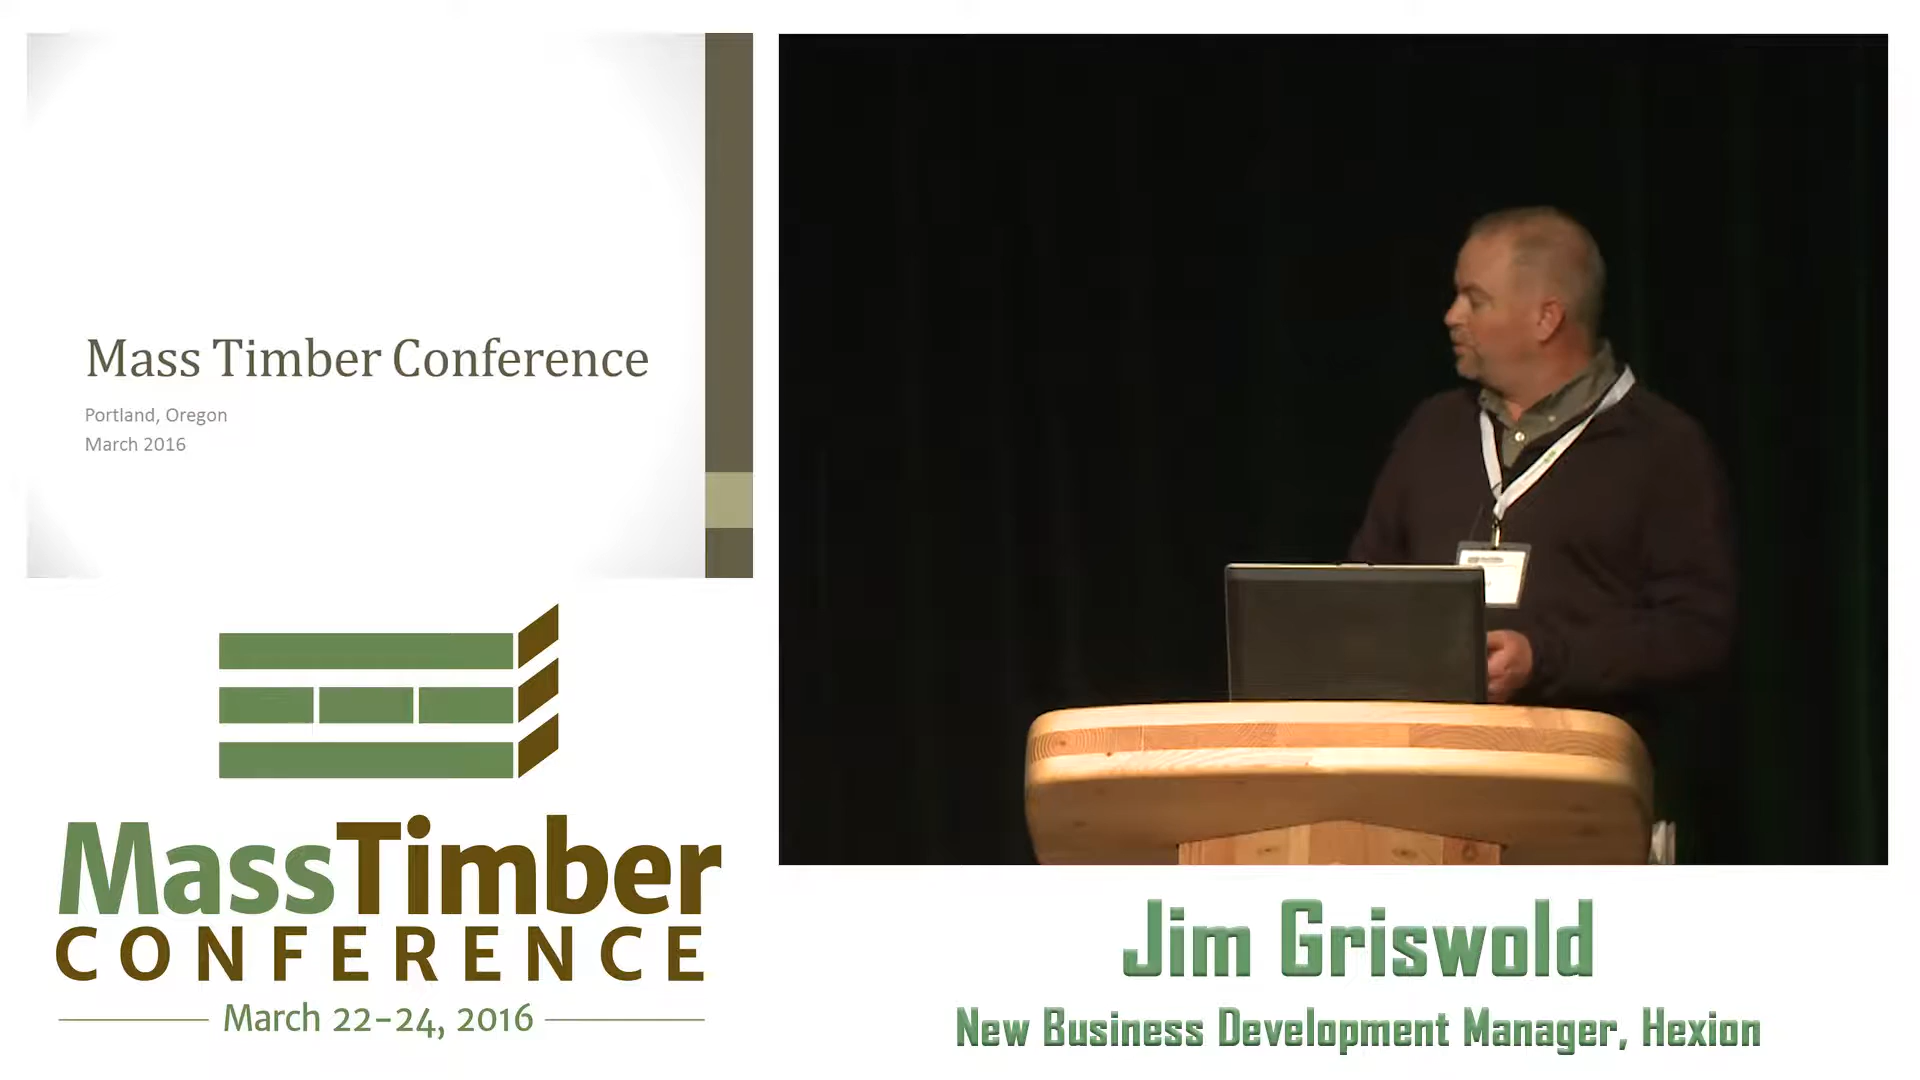 Mass Timber Conference
Portland, Oregon
March 2016
MassTimber
CONFERENCE
March 22-24, 2016
Jim Griswold
New Business Development Manager, Hexion